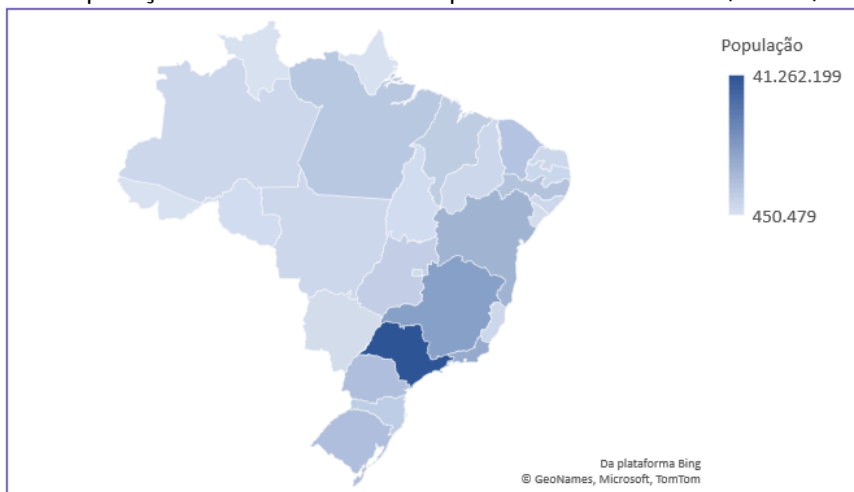 População
41.262.199
450.479
Da plataforma Bing
© GeoNames, Microsoft, TomTom